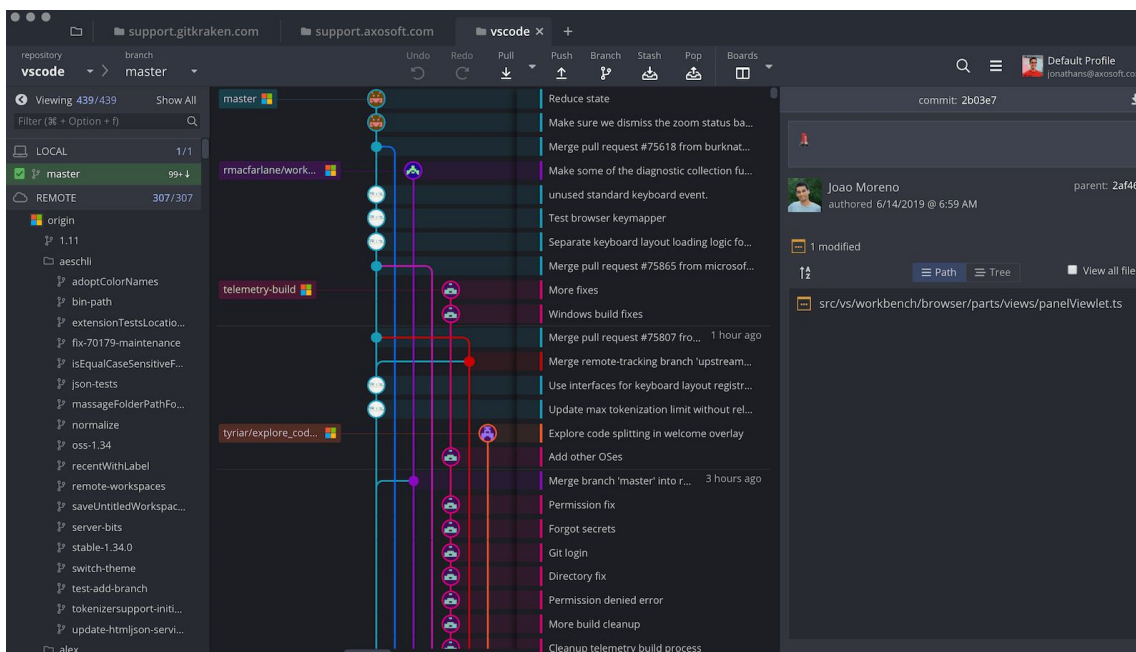 support.gitkraken.com
support.axosoft.com
vscode
repository
vscode
branch
master
Undo
Redo
Pull
Push
Branch
Stash
Pop
Boards
Default Profile
jonathans@axosoft.co
Viewing 439/439
Show All
Filter (⌘ + Option + f)
LOCAL
1/1
master
99+↓
REMOTE
307/307
origin
1.11
aeschli
adoptColorNames
bin-path
extensionTestsLocatio...
fix-70179-maintenance
isEqualCaseSensitiveF...
json-tests
massageFolderPathFo...
normalize
oss-1.34
recentWithLabel
remote-workspaces
saveUntitledWorkspac...
server-bits
stable-1.34.0
switch-theme
test-add-branch
tokenizersupport-initi...
update-htmljson-servi...
alex
master
Reduce state
Make sure we dismiss the zoom status ba...
Merge pull request #75618 from burknat...
rmacfarlane/work...
Make some of the diagnostic collection fu...
unused standard keyboard event.
Test browser keymapper
Separate keyboard layout loading logic fo...
Merge pull request #75865 from microsof...
telemetry-build
More fixes
Windows build fixes
Merge pull request #75807 fro...
1 hour ago
Merge remote-tracking branch 'upstream...
Use interfaces for keyboard layout registr...
Update max tokenization limit without rel...
tyriar/explore_cod...
Explore code splitting in welcome overlay
Add other OSes
Merge branch 'master' into r...
3 hours ago
Permission fix
Forgot secrets
Git login
Directory fix
Permission denied error
More build cleanup
Cleanup telemetry build process
commit: 2b03e7
Joao Moreno
authored 6/14/2019 @ 6:59 AM
parent: 2af46
1 modified
Path
Tree
View all file
src/vs/workbench/browser/parts/views/panelViewlet.ts